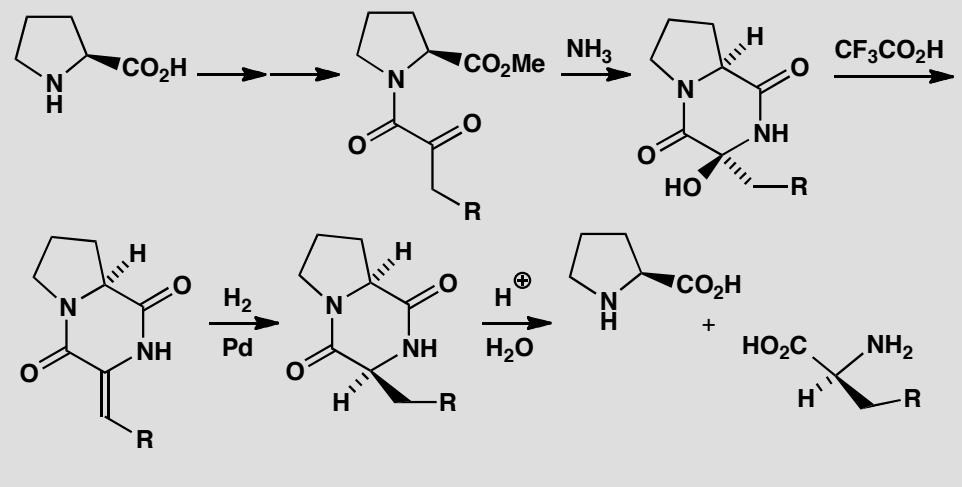 N
H
CO₂H
N
CO₂Me
O
O
R
NH₃
H
N
O
O
NH
HO
R
CF₃CO₂H
H
N
O
O
NH
R
H₂
Pd
H
N
O
O
NH
H
R
H⊕
H₂O
N
H
CO₂H
+
HO₂C
NH₂
H
R